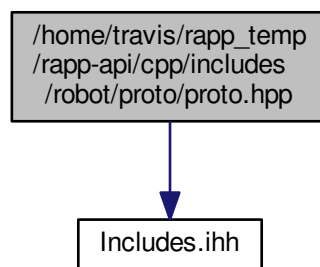 /home/travis/rapp_temp
/rapp-api/cpp/includes
/robot/proto/proto.hpp
Includes.ihh